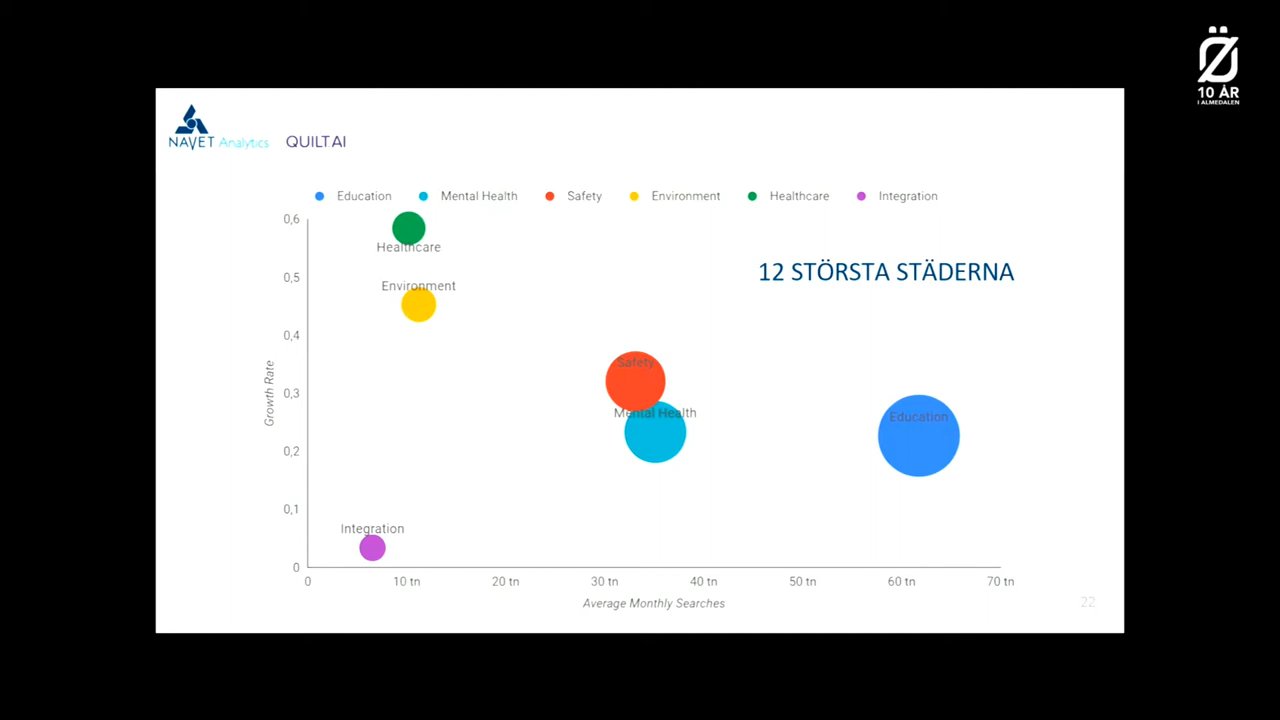 10 ÅR
I ALMEDALEN
NAVET Analytics
QUILT.AI
Education
Mental Health
Safety
Environment
Healthcare
Integration
0,6
0,5
0,4
0,3
0,2
0,1
0
Growth Rate
Healthcare
Environment
12 STÖRSTA STÄDERNA
Safety
Mental Health
Education
Integration
0
10 tn
20 tn
30 tn
40 tn
50 tn
60 tn
70 tn
Average Monthly Searches
22